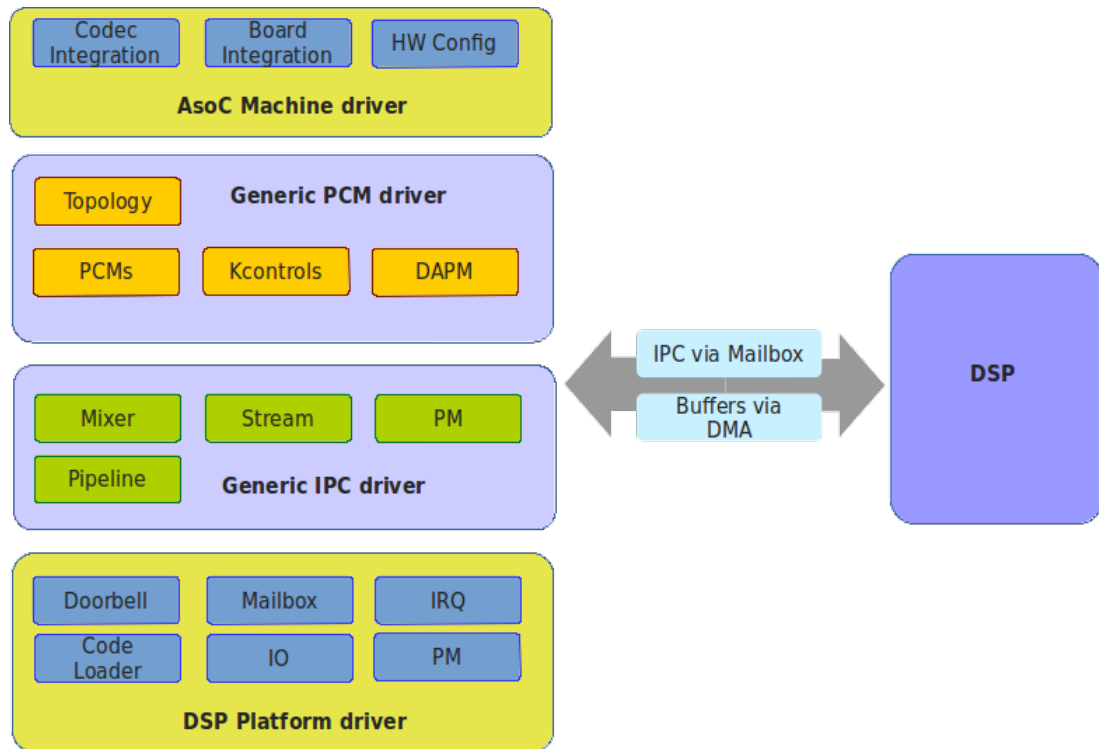 Codec
Integration
Board
Integration
HW Config
AsoC Machine driver
Topology
Generic PCM driver
PCMs
Kcontrols
DAPM
Mixer
Stream
PM
Pipeline
Generic IPC driver
IPC via Mailbox
Buffers via
DMA
DSP
Doorbell
Mailbox
IRQ
Code
Loader
IO
PM
DSP Platform driver